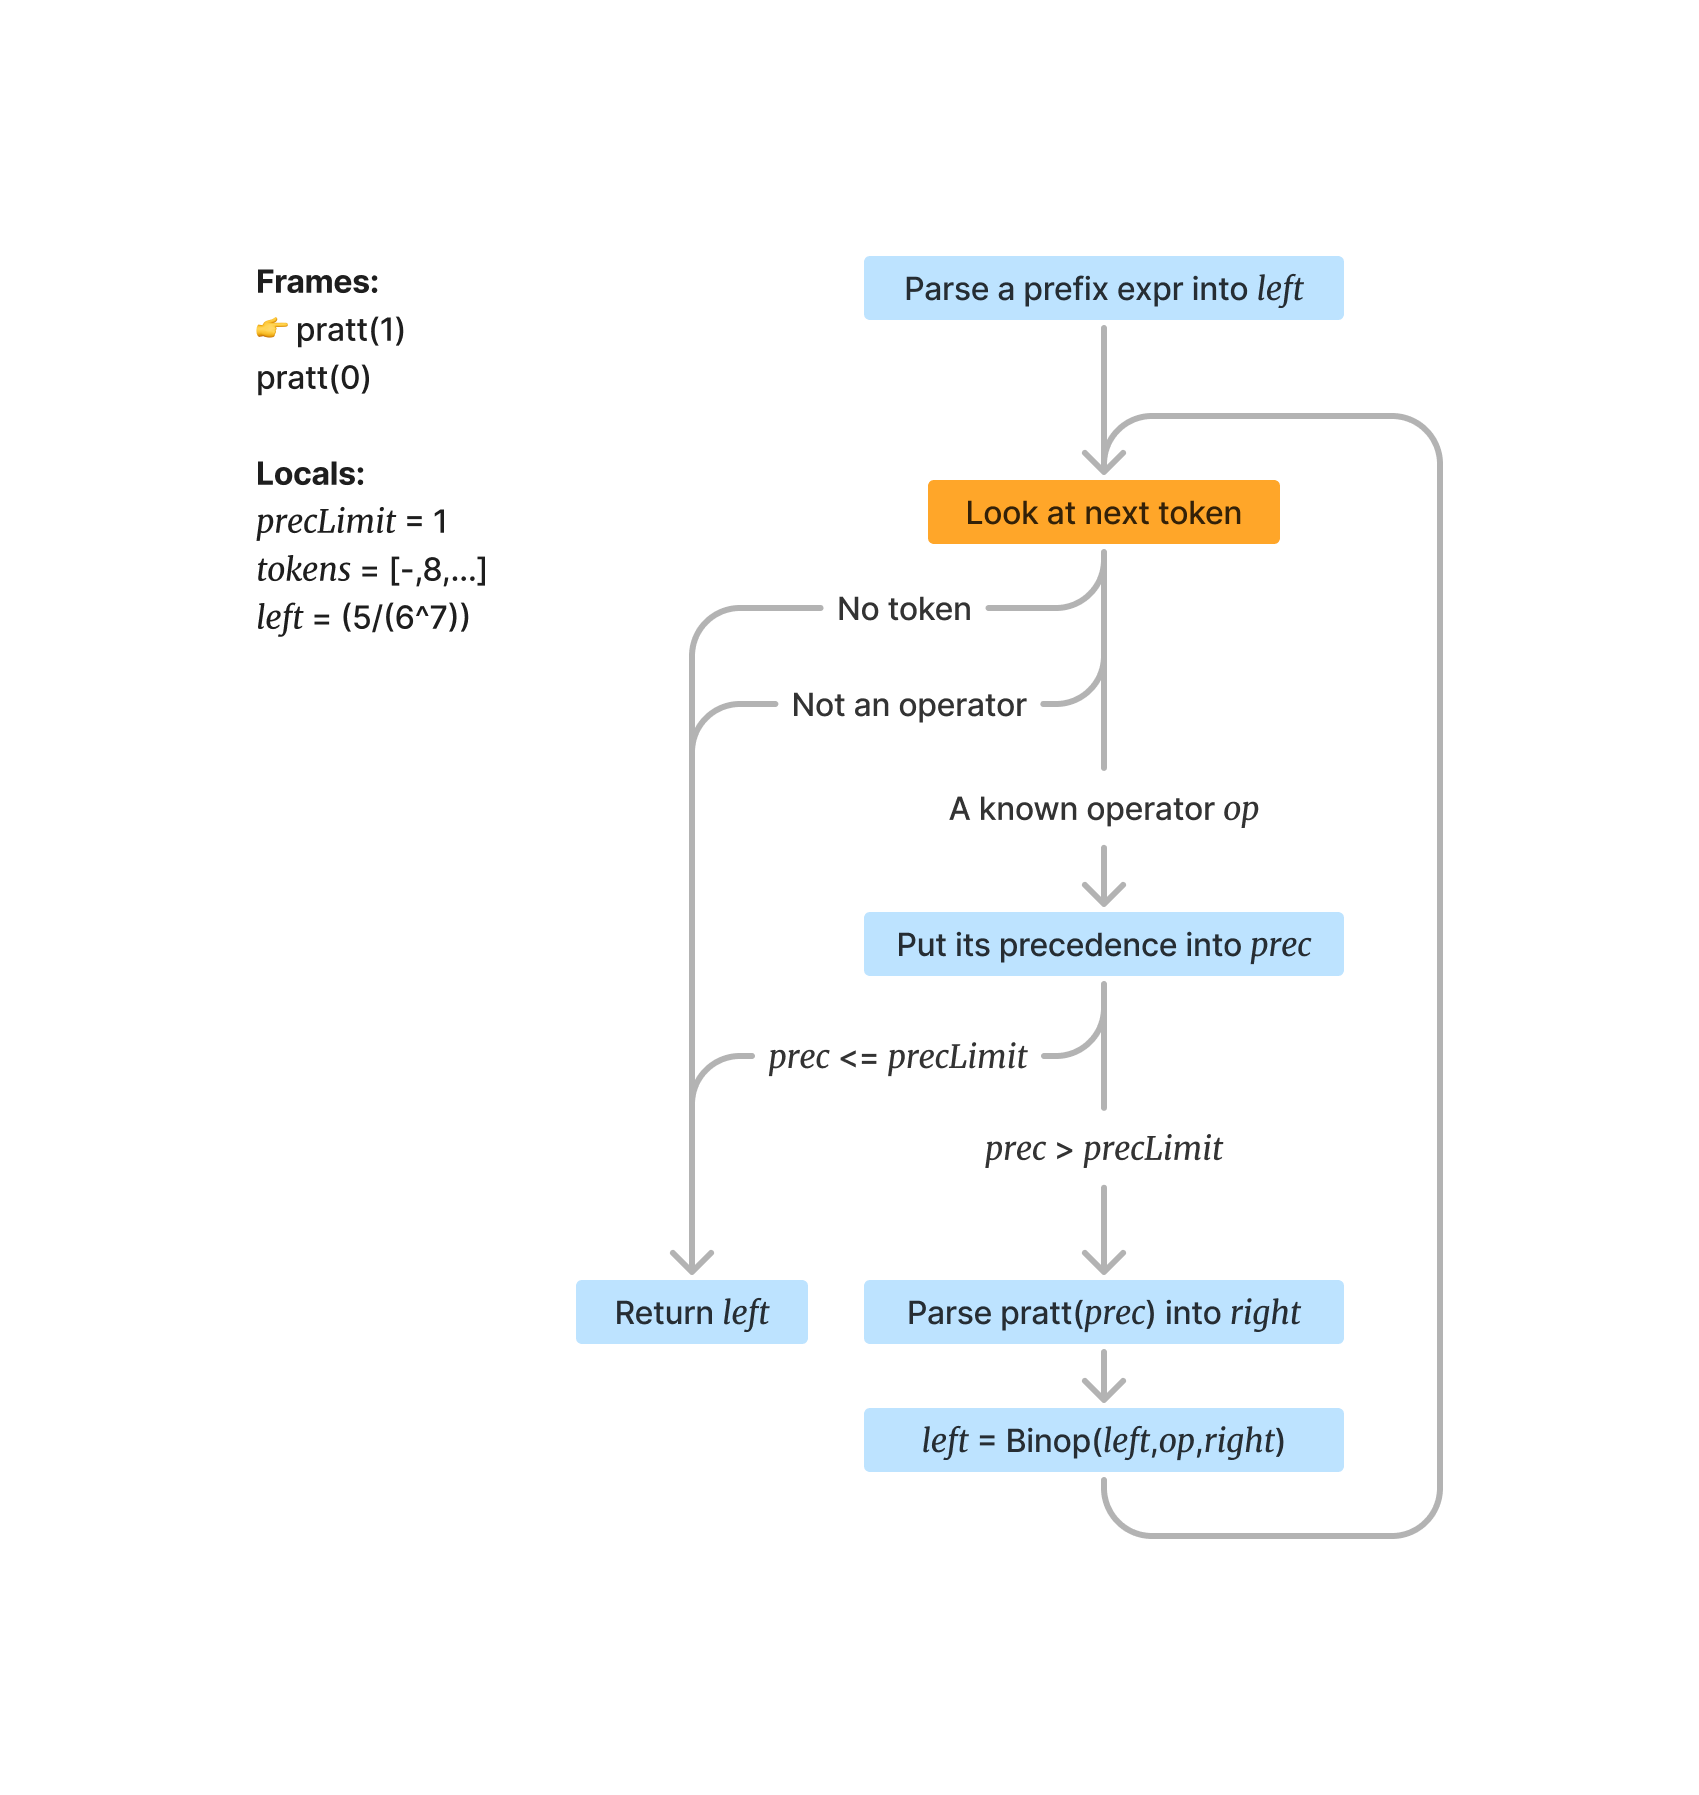 Frames:
👉 pratt(1)
pratt(0)
Locals:
precLimit = 1
tokens = [-,8,...]
left = (5/(6^7))
Parse a prefix expr into left
Look at next token
No token
Not an operator
A known operator op
Put its precedence into prec
prec <= precLimit
prec > precLimit
Return left
Parse pratt(prec) into right
left = Binop(left,op,right)